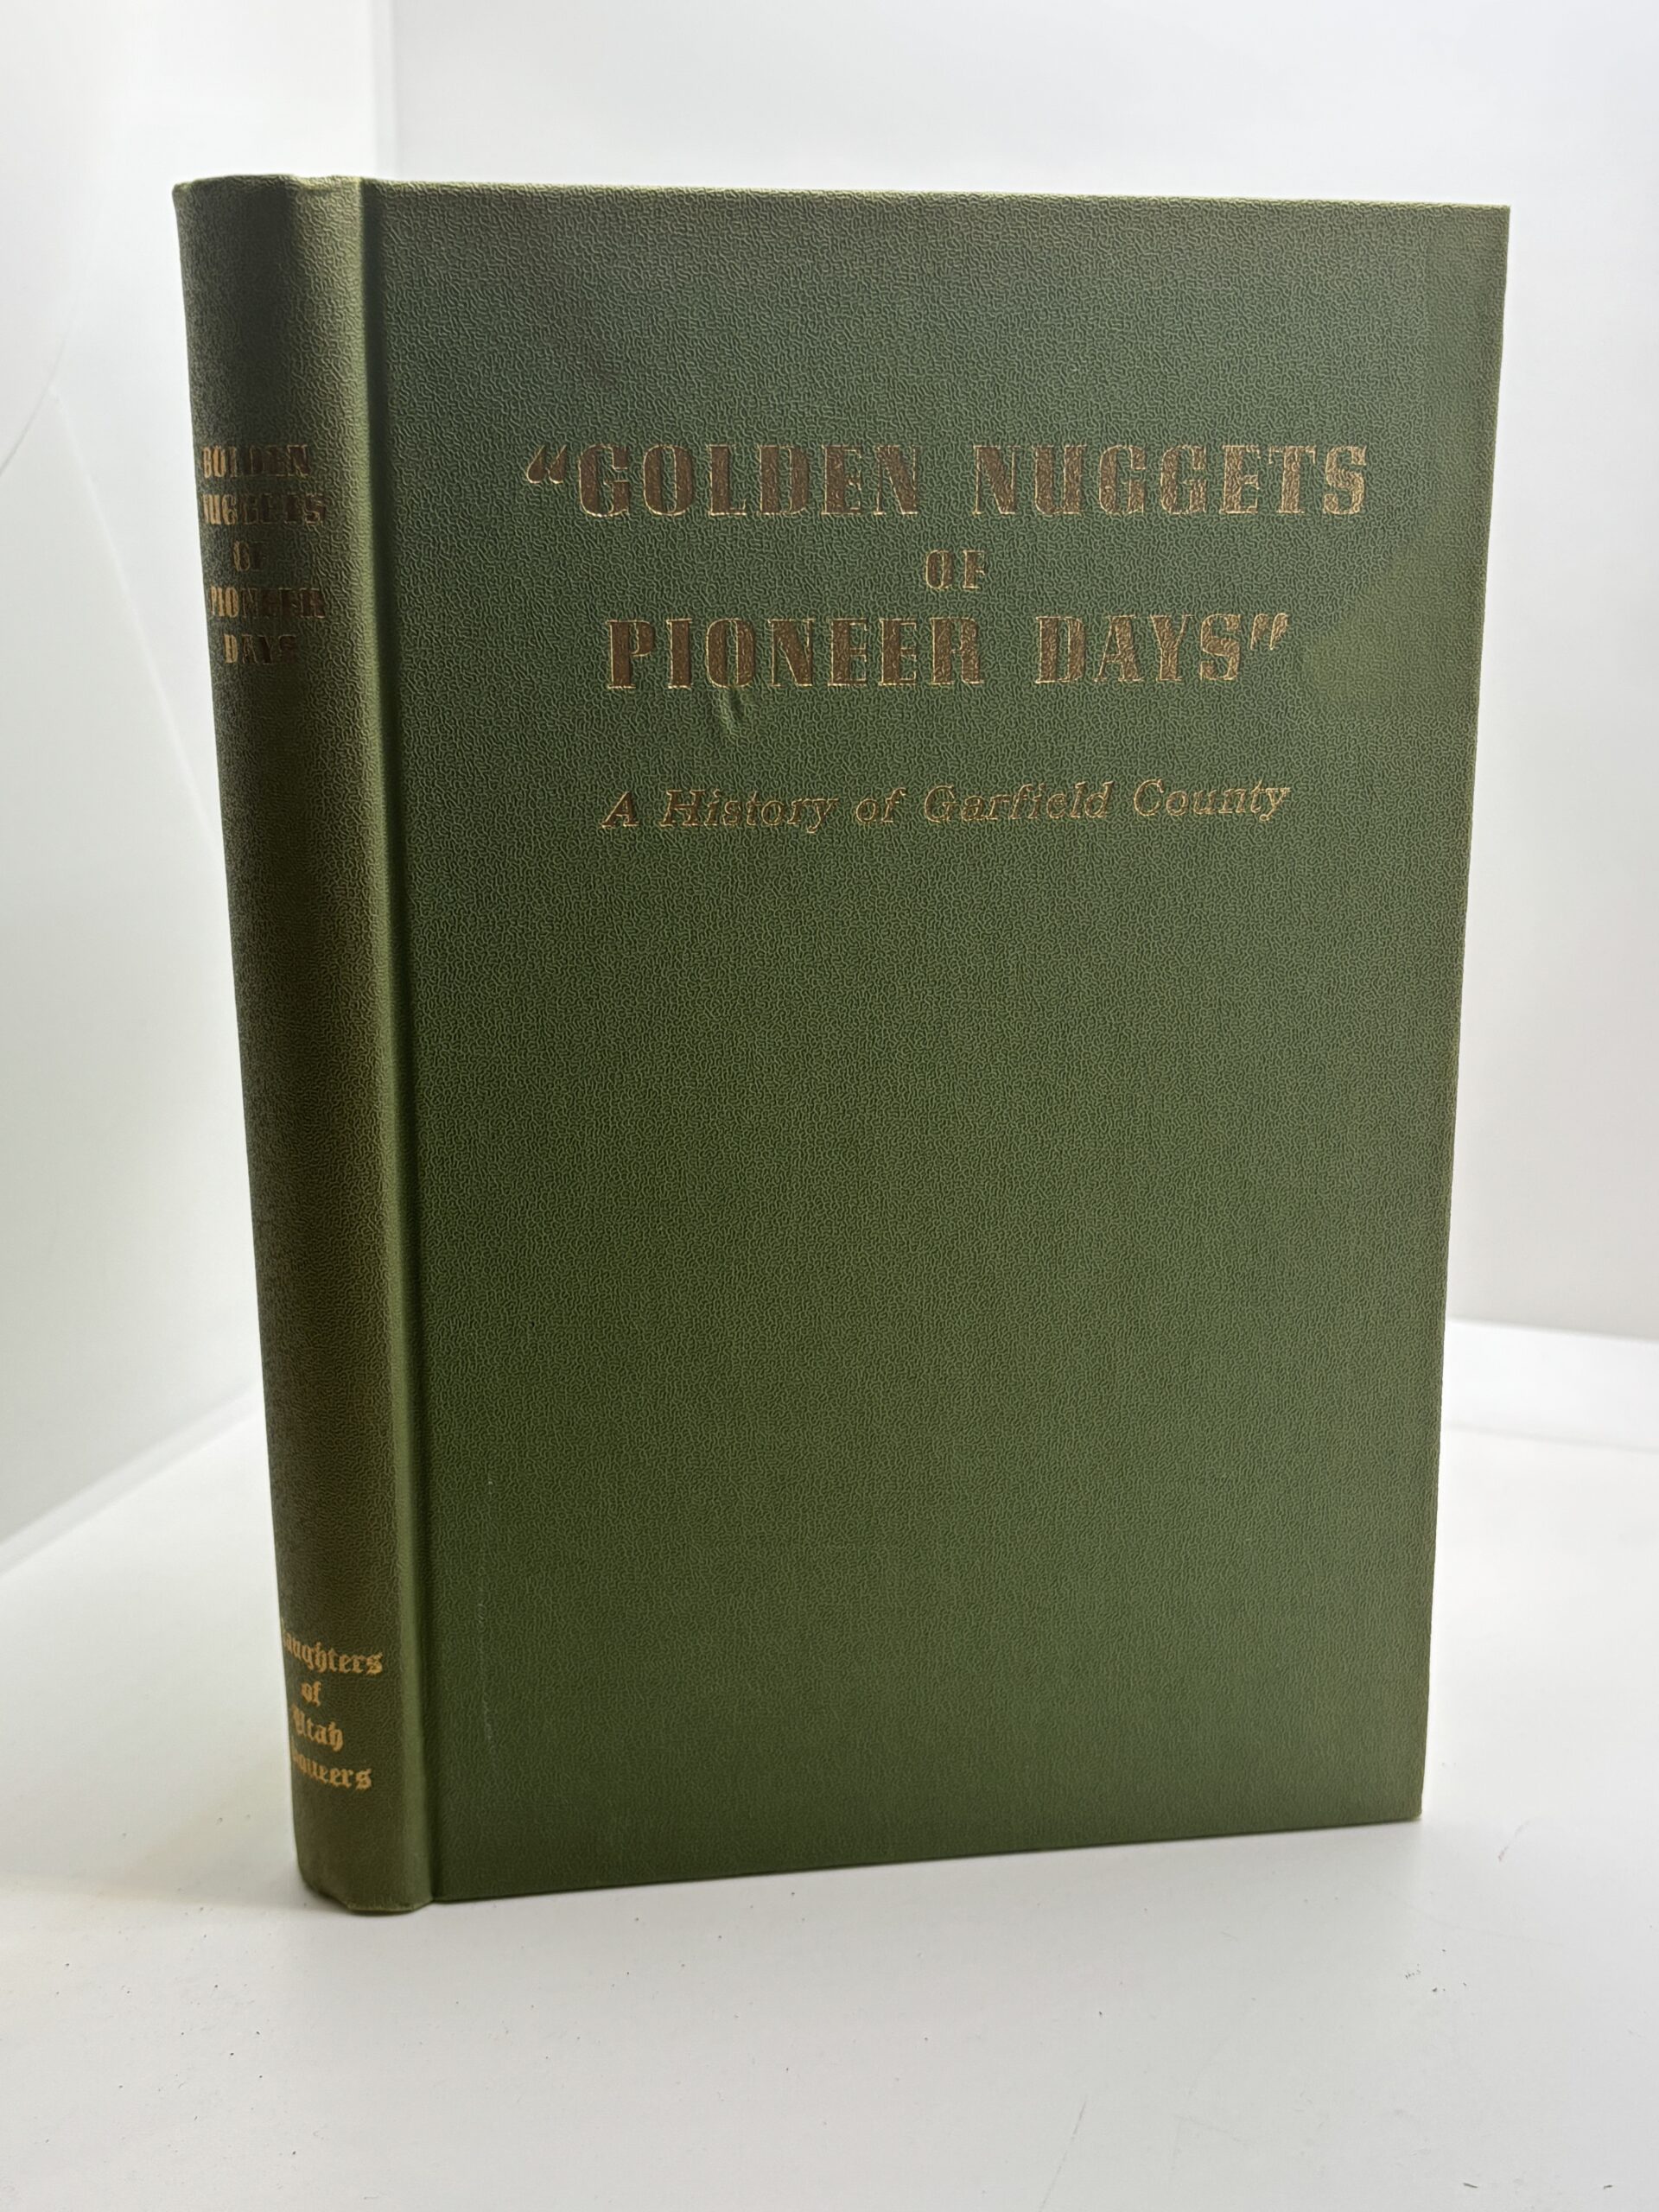 "GOLDEN NUGGETS
OF
PIONEER DAYS"
A History of Garfield County
GOLDEN
NUGGETS
OF
PIONEER
DAYS
Daughters
of
Utah
Pioneers